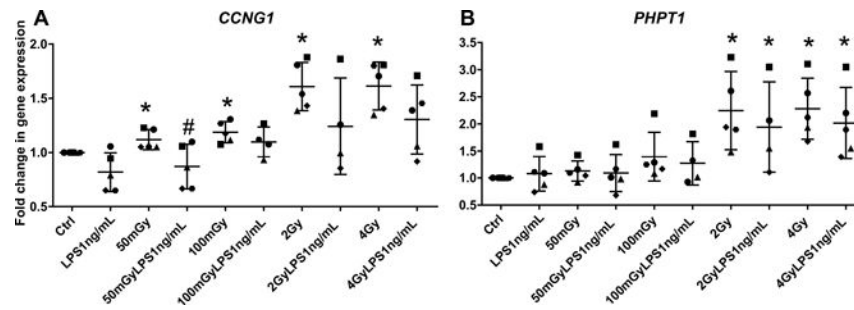 A CCNG1
Fold change in gene expression
2.0
1.5
1.0
0.5
* # * * *
Ctrl
LPS1ng/mL
50mGy
50mGyLPS1ng/mL
100mGy
100mGyLPS1ng/mL
2Gy
2GyLPS1ng/mL
4Gy
4GyLPS1ng/mL
B PHPT1
3.5
3.0
2.5
2.0
1.5
1.0
0.5
* * * *
Ctrl
LPS1ng/mL
50mGy
50mGyLPS1ng/mL
100mGy
100mGyLPS1ng/mL
2Gy
2GyLPS1ng/mL
4Gy
4GyLPS1ng/mL